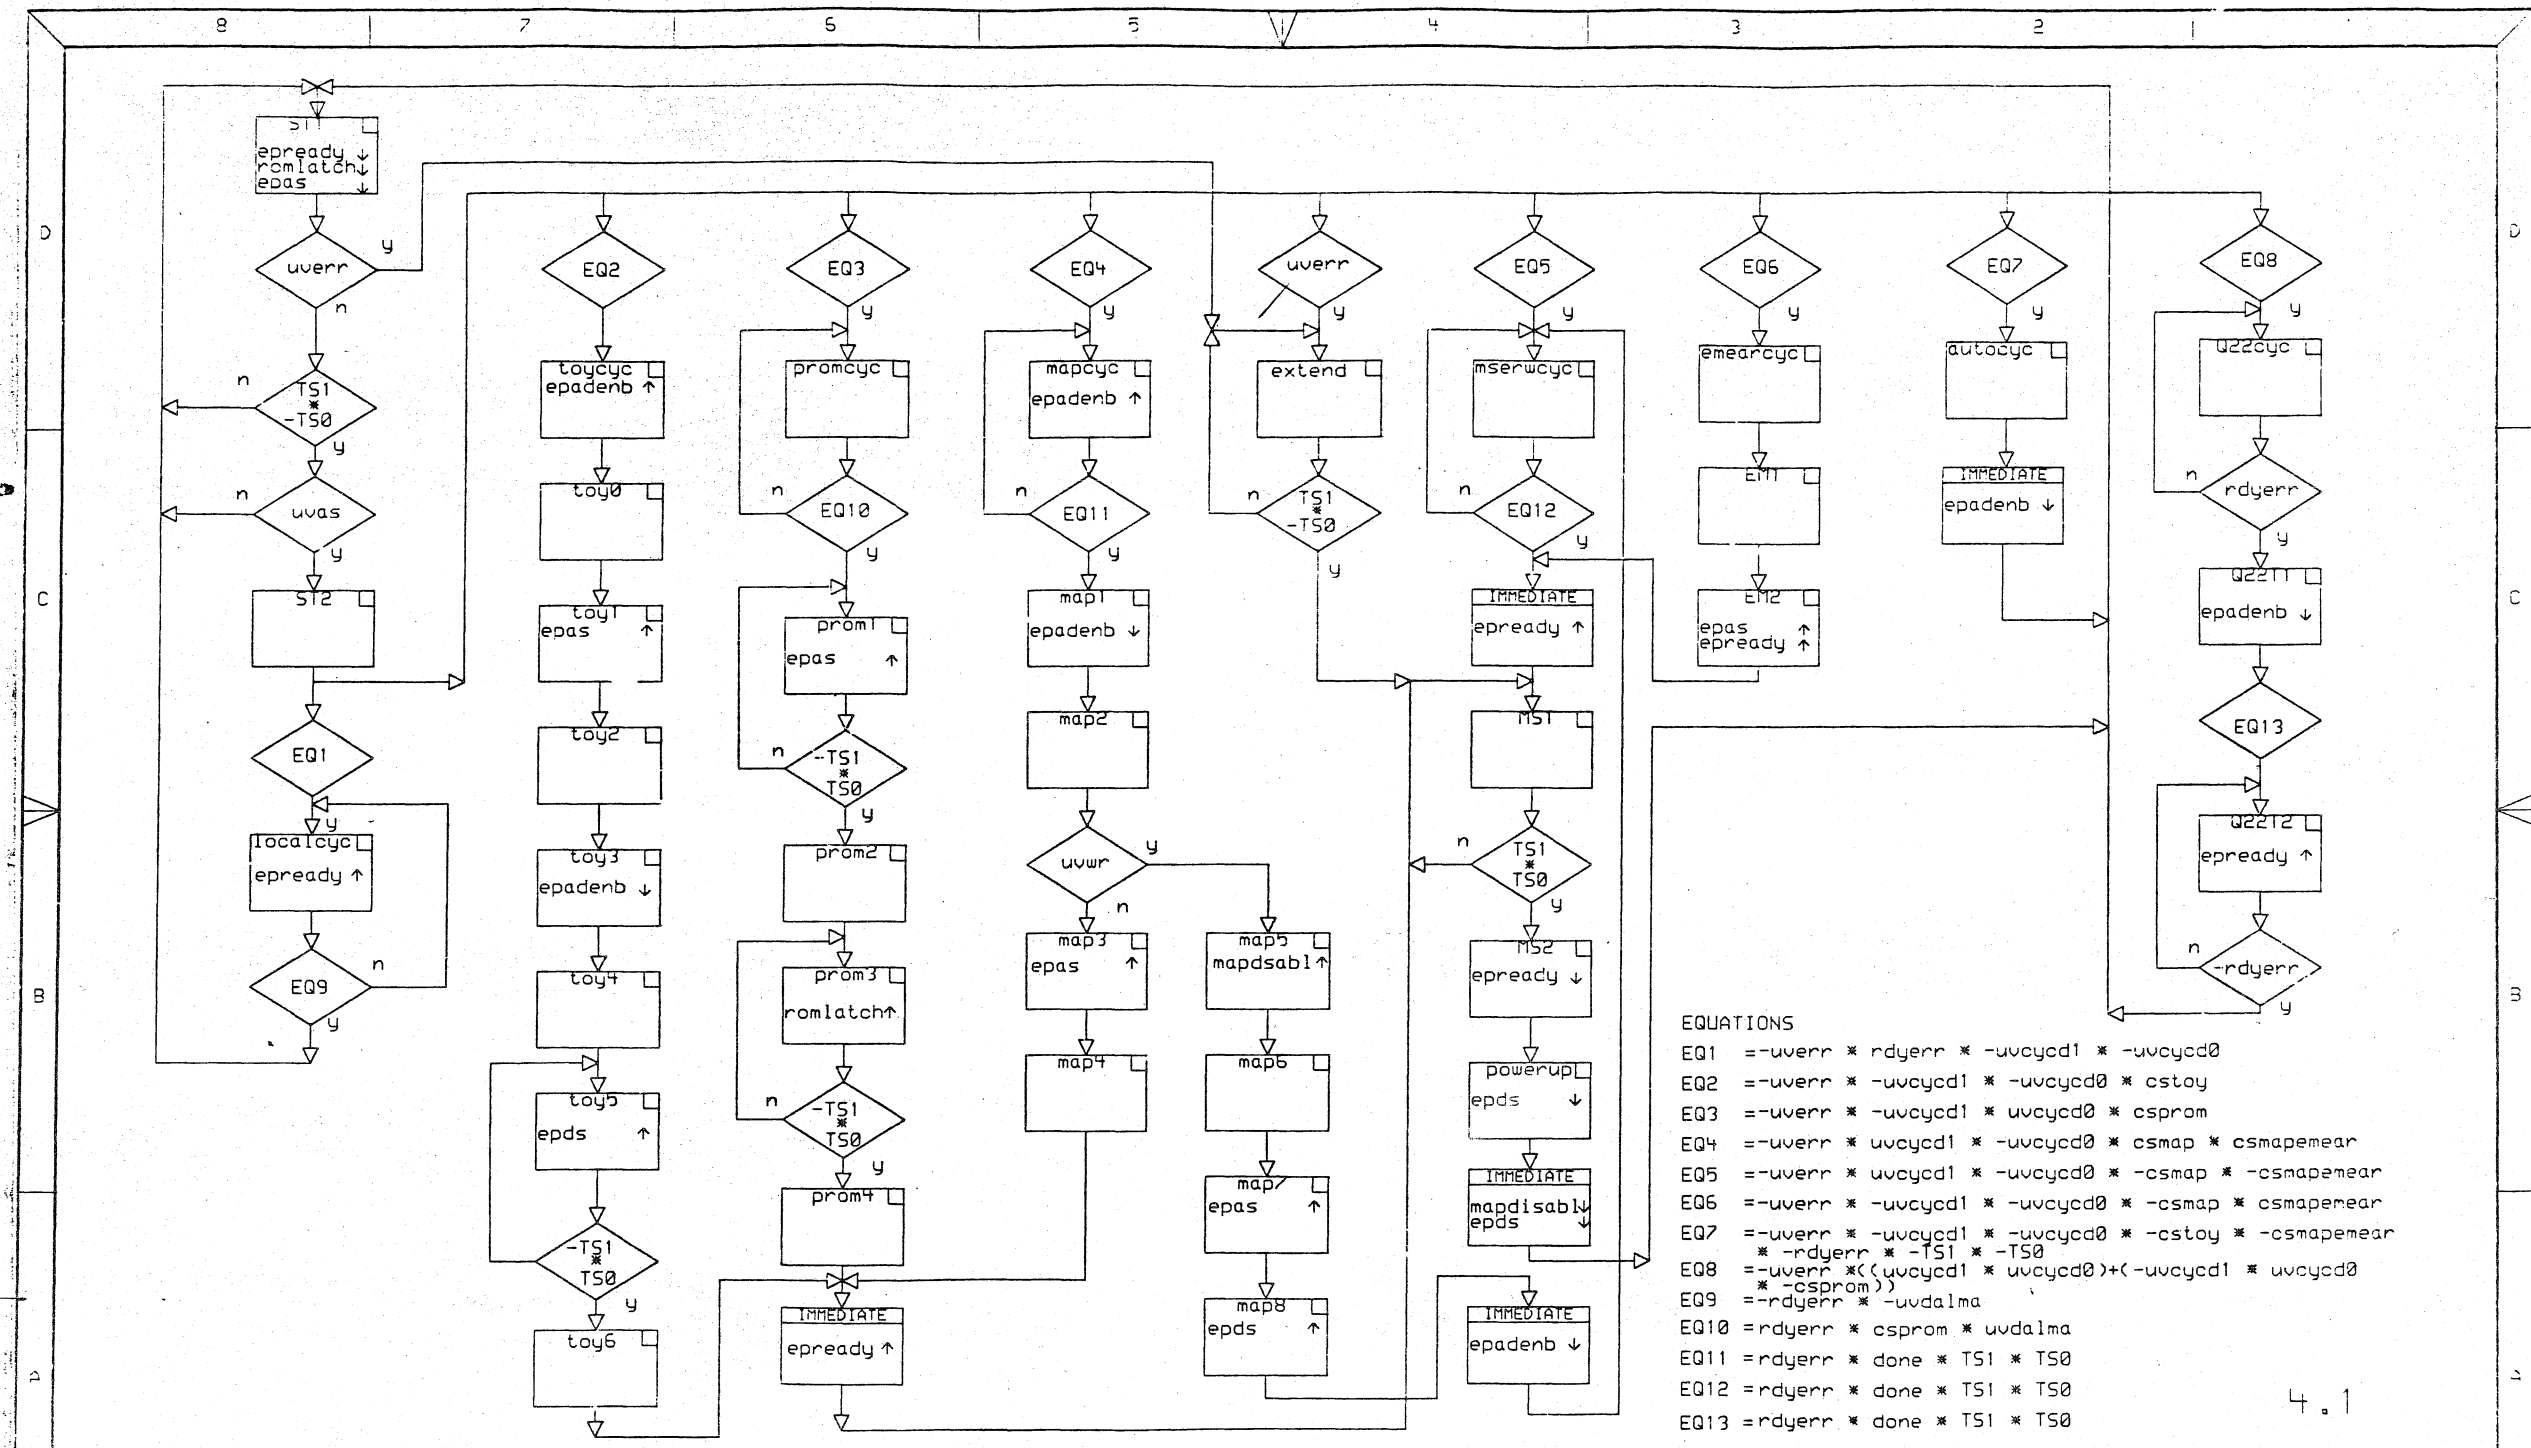 8 7 6 5 4 3 2 1
D
D
C
C
B
B
ST1
epready ↓
romlatch↓
epas ↓
uverr
y
n
TS1
*
-TS0
n
y
uvas
n
y
ST2
EQ1
y
localcyc
epready ↑
EQ9
n
y
EQ2
toycyc
epadenb ↑
toy0
toy1
epas ↑
toy2
toy3
epadenb ↓
toy4
toy5
epds ↑
-TS1
*
TS0
y
toy6
EQ3
y
promcyc
EQ10
n
y
prom1
epas ↑
-TS1
*
TS0
n
y
prom2
prom3
romlatch↑
-TS1
*
TS0
n
y
prom4
IMMEDIATE
epready ↑
EQ4
y
mapcyc
epadenb ↑
EQ11
n
map1
epadenb ↓
map2
uvwr
y
n
map3
epas ↑
map4
map5
mapdsabl↑
map6
map7
epas ↑
map8
epds ↑
uverr
y
extend
TS1
*
-TS0
n
y
EQ5
y
mserwcyc
EQ12
n
y
IMMEDIATE
epready ↑
MS1
TS1
*
TS0
n
y
MS2
epready ↓
powerup
epds ↓
IMMEDIATE
mapdisabl↓
epds ↓
IMMEDIATE
epadenb ↓
EQ6
y
emearcyc
EM1
EM2
epas ↑
epready ↑
EQ7
y
autocyc
IMMEDIATE
epadenb ↓
EQ8
y
Q22cyc
rdyerr
n
y
Q22T1
epadenb ↓
EQ13
Q22T2
epready ↑
-rdyerr
n
y
EQUATIONS
EQ1 =-uverr * rdyerr * -uvcycd1 * -uvcycd0
EQ2 =-uverr * -uvcycd1 * -uvcycd0 * cstoy
EQ3 =-uverr * -uvcycd1 * uvcycd0 * csprom
EQ4 =-uverr * uvcycd1 * -uvcycd0 * csmap * csmapemear
EQ5 =-uverr * uvcycd1 * -uvcycd0 * -csmap * -csmapemear
EQ6 =-uverr * -uvcycd1 * -uvcycd0 * -csmap * csmapemear
EQ7 =-uverr * -uvcycd1 * -uvcycd0 * -cstoy * -csmapemear
* -rdyerr * -TS1 * -TS0
EQ8 =-uverr *((uvcycd1 * uvcycd0)+(-uvcycd1 * uvcycd0
* -csprom))
EQ9 =-rdyerr * -uvdalma
EQ10 =rdyerr * csprom * uvdalma
EQ11 =rdyerr * done * TS1 * TS0
EQ12 =rdyerr * done * TS1 * TS0
EQ13 =rdyerr * done * TS1 * TS0
4.1